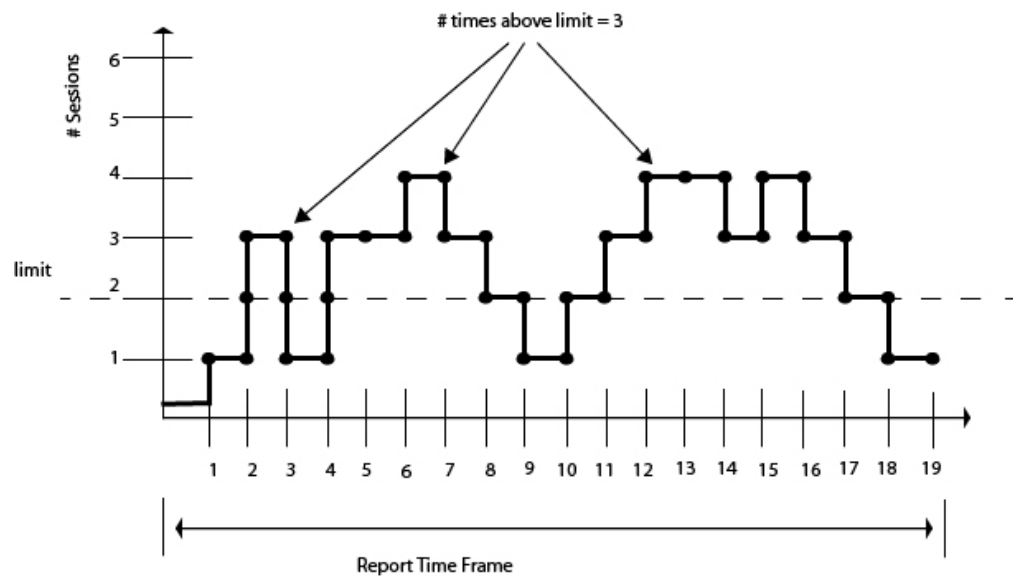 # times above limit = 3
# Sessions
6
5
4
3
limit
2
1
1 2 3 4 5 6 7 8 9 10 11 12 13 14 15 16 17 18 19
Report Time Frame